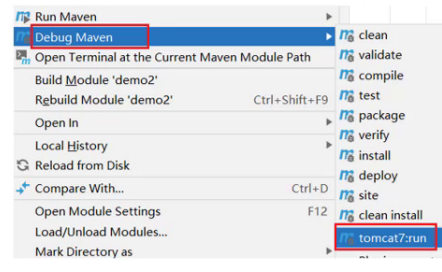 Run Maven
Debug Maven
Open Terminal at the Current Maven Module Path
Build Module 'demo2'
Rebuild Module 'demo2' Ctrl+Shift+F9
Open In
Local History
Reload from Disk
Compare With... Ctrl+D
Open Module Settings F12
Load/Unload Modules...
Mark Directory as
clean
validate
compile
test
package
verify
install
deploy
site
clean install
tomcat7:run